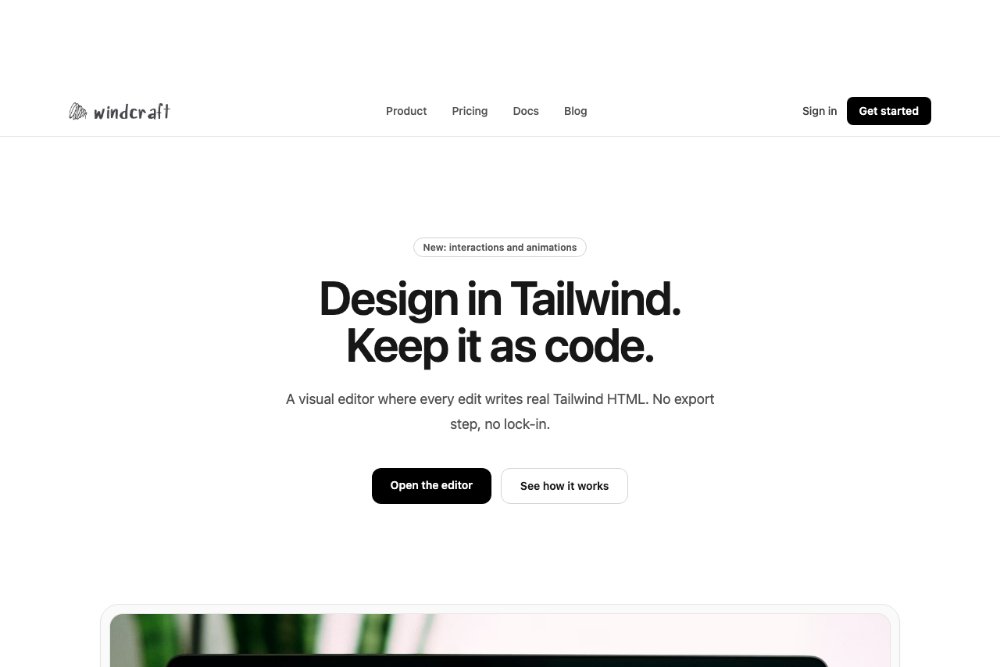 windcraft
Product
Pricing
Docs
Blog
Sign in
Get started
New: interactions and animations
Design in Tailwind.
Keep it as code.
A visual editor where every edit writes real Tailwind HTML. No export
step, no lock-in.
Open the editor
See how it works